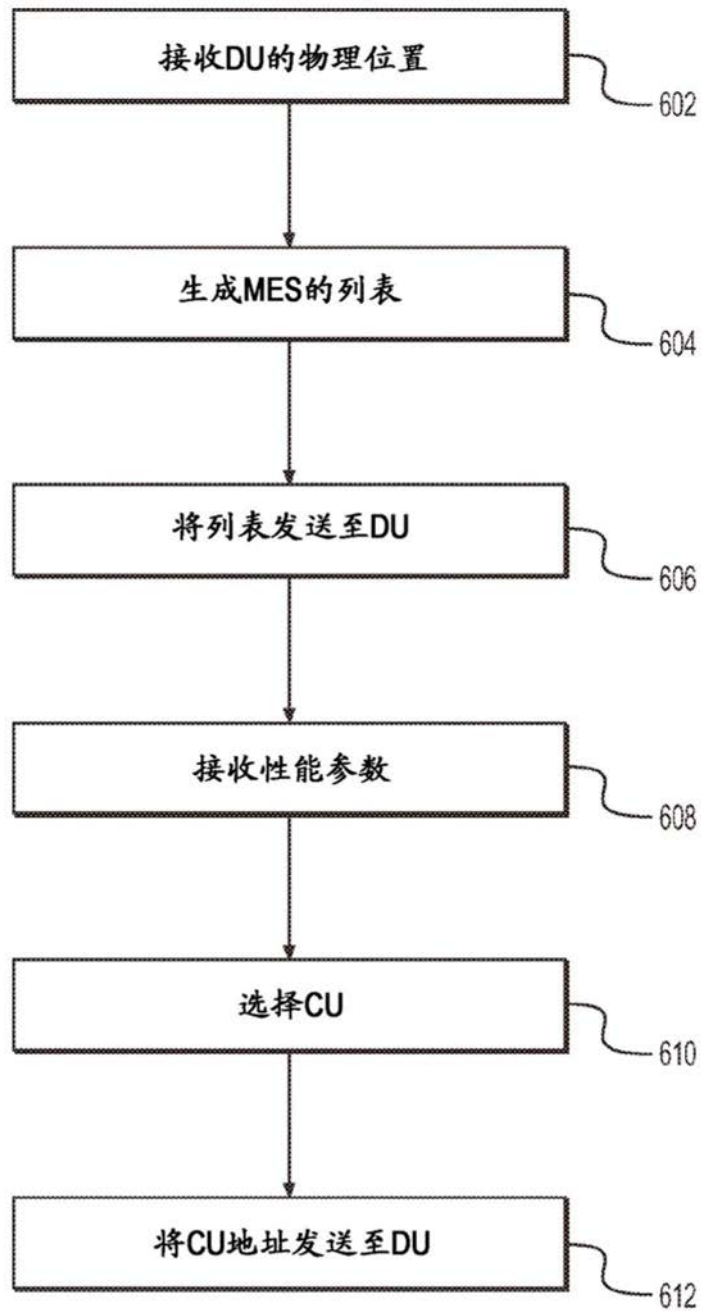 接收DU的物理位置
602
生成MES的列表
604
将列表发送至DU
606
接收性能参数
608
选择CU
610
将CU地址发送至DU
612